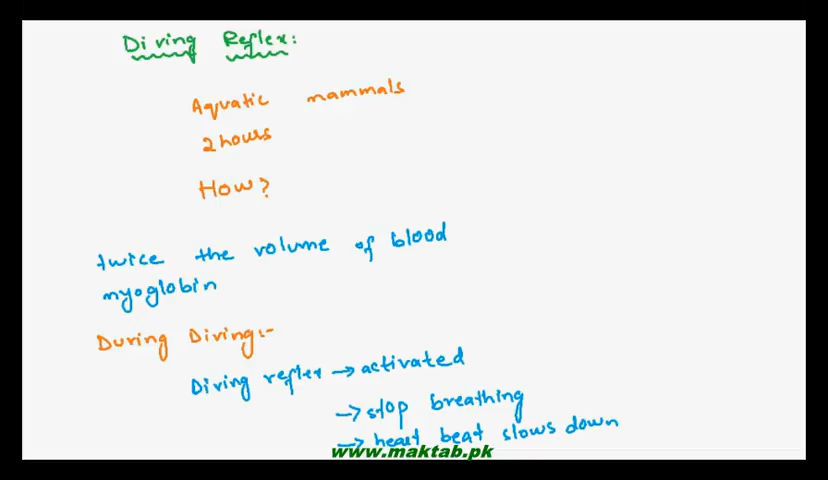 Diving Reflex:
Aquatic mammals
2 hours
How?
twice the volume of blood
myoglobin
During Diving:-
Diving reflex → activated
→ stop breathing
→ heart beat slows down
www.maktab.pk